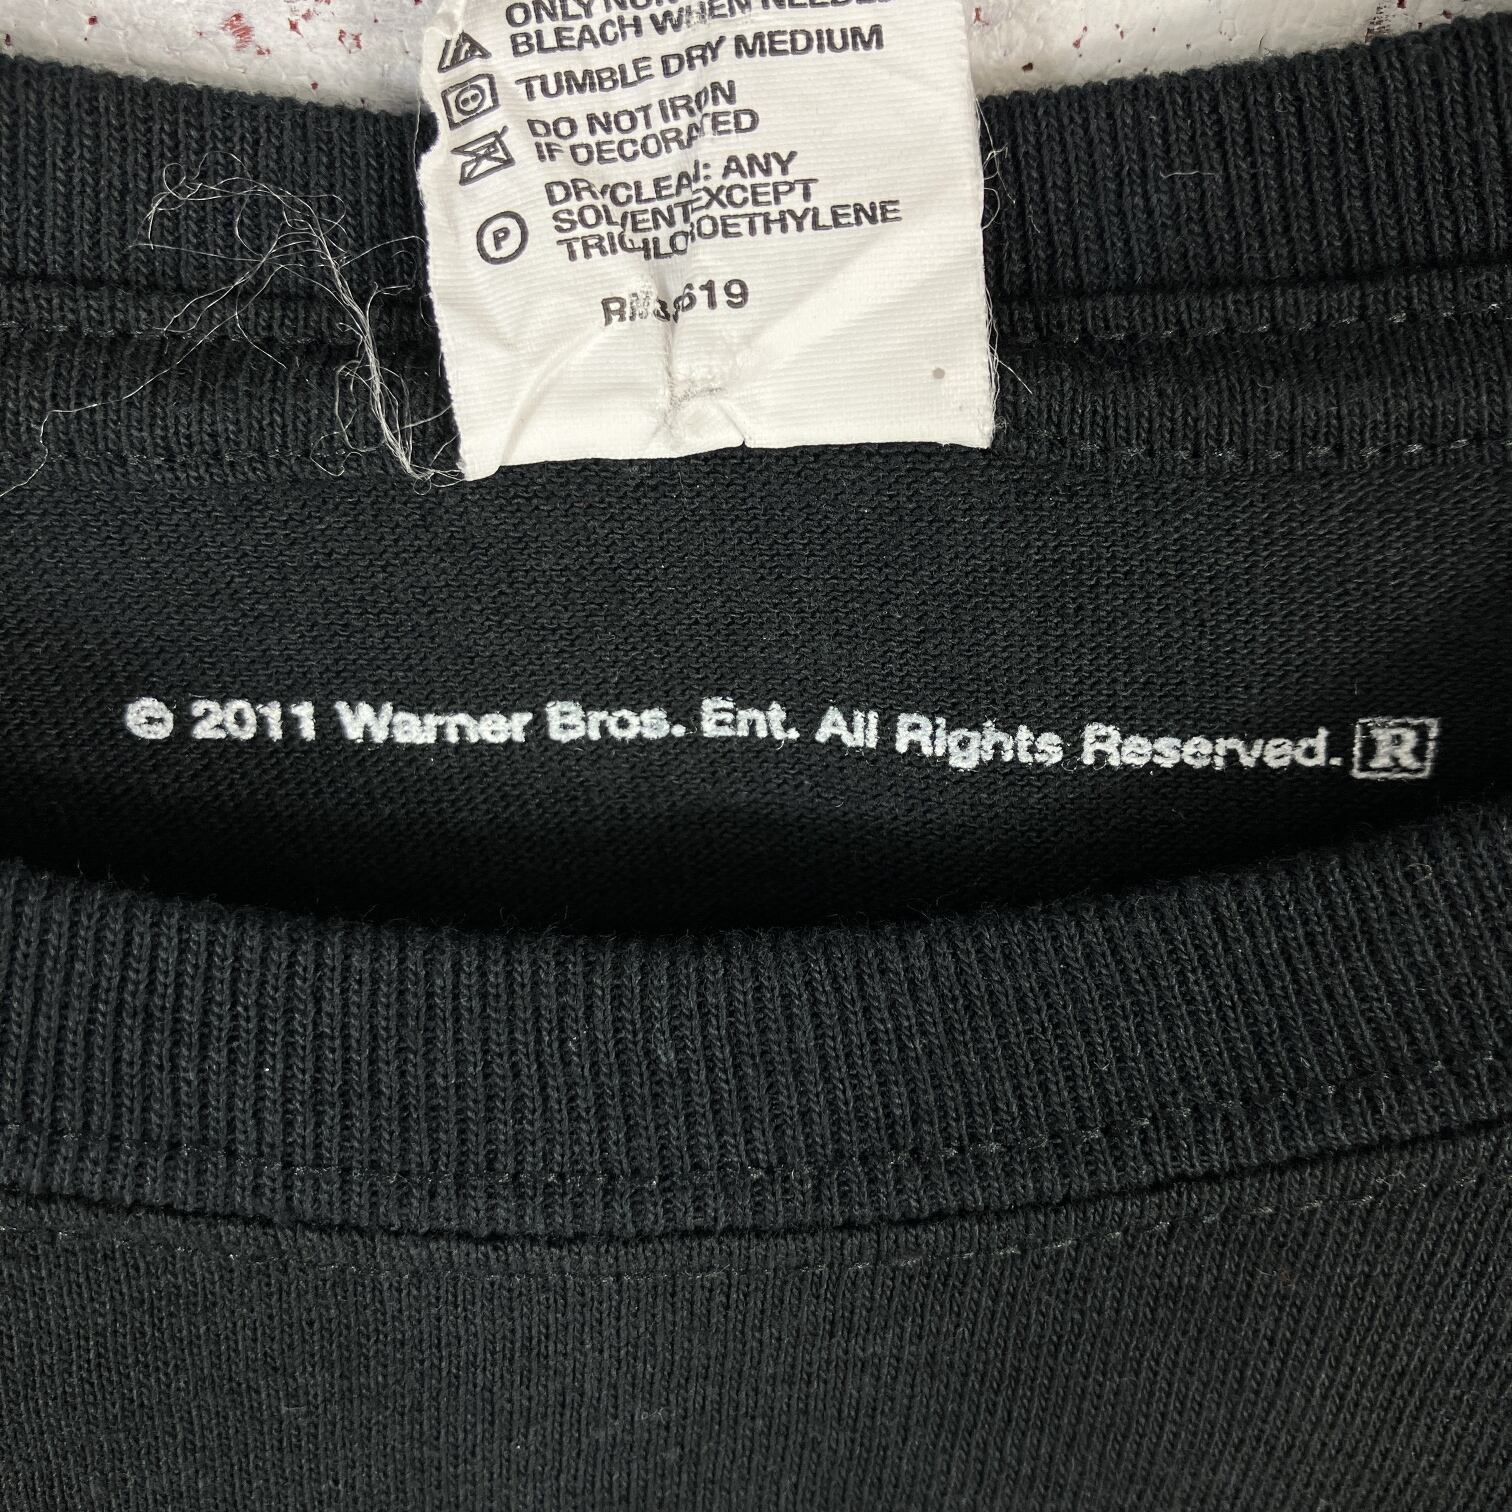 ONLY
BLEACH WHEN NEEDED
TUMBLE DRY MEDIUM
DO NOT IRON
IF DECORATED
DRYCLEAN: ANY
SOLVENT EXCEPT
TRICHLOROETHYLENE
P
© 2011 Warner Bros. Ent. All Rights Reserved. R